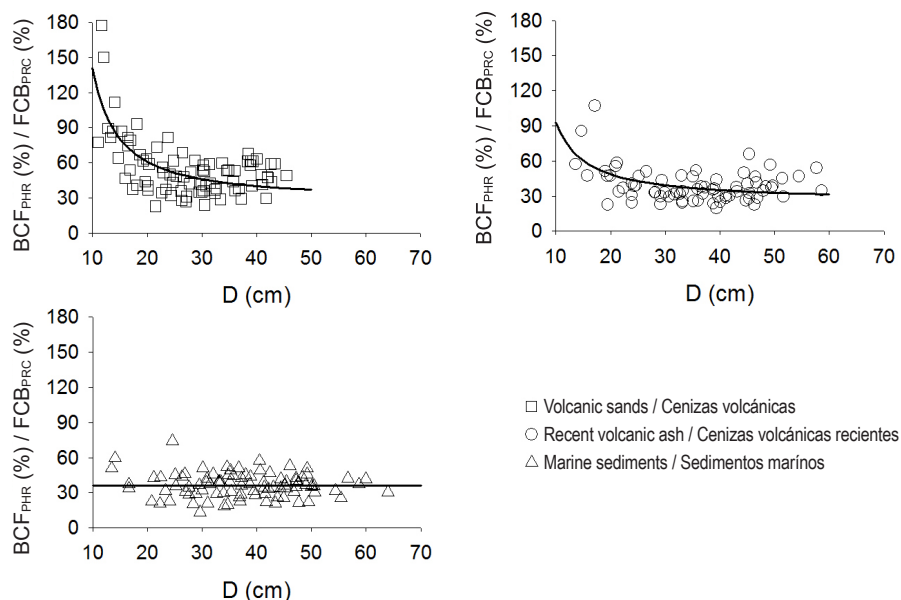 BCFPHR (%) / FCBPRC (%)
180
150
120
90
60
30
0
10 20 30 40 50 60 70
D (cm)
BCFPHR (%) / FCBPRC (%)
180
150
120
90
60
30
0
10 20 30 40 50 60 70
D (cm)
BCFPHR (%) / FCBPRC (%)
180
150
120
90
60
30
0
10 20 30 40 50 60 70
D (cm)
Volcanic sands / Cenizas volcánicas
Recent volcanic ash / Cenizas volcánicas recientes
Marine sediments / Sedimentos marínos